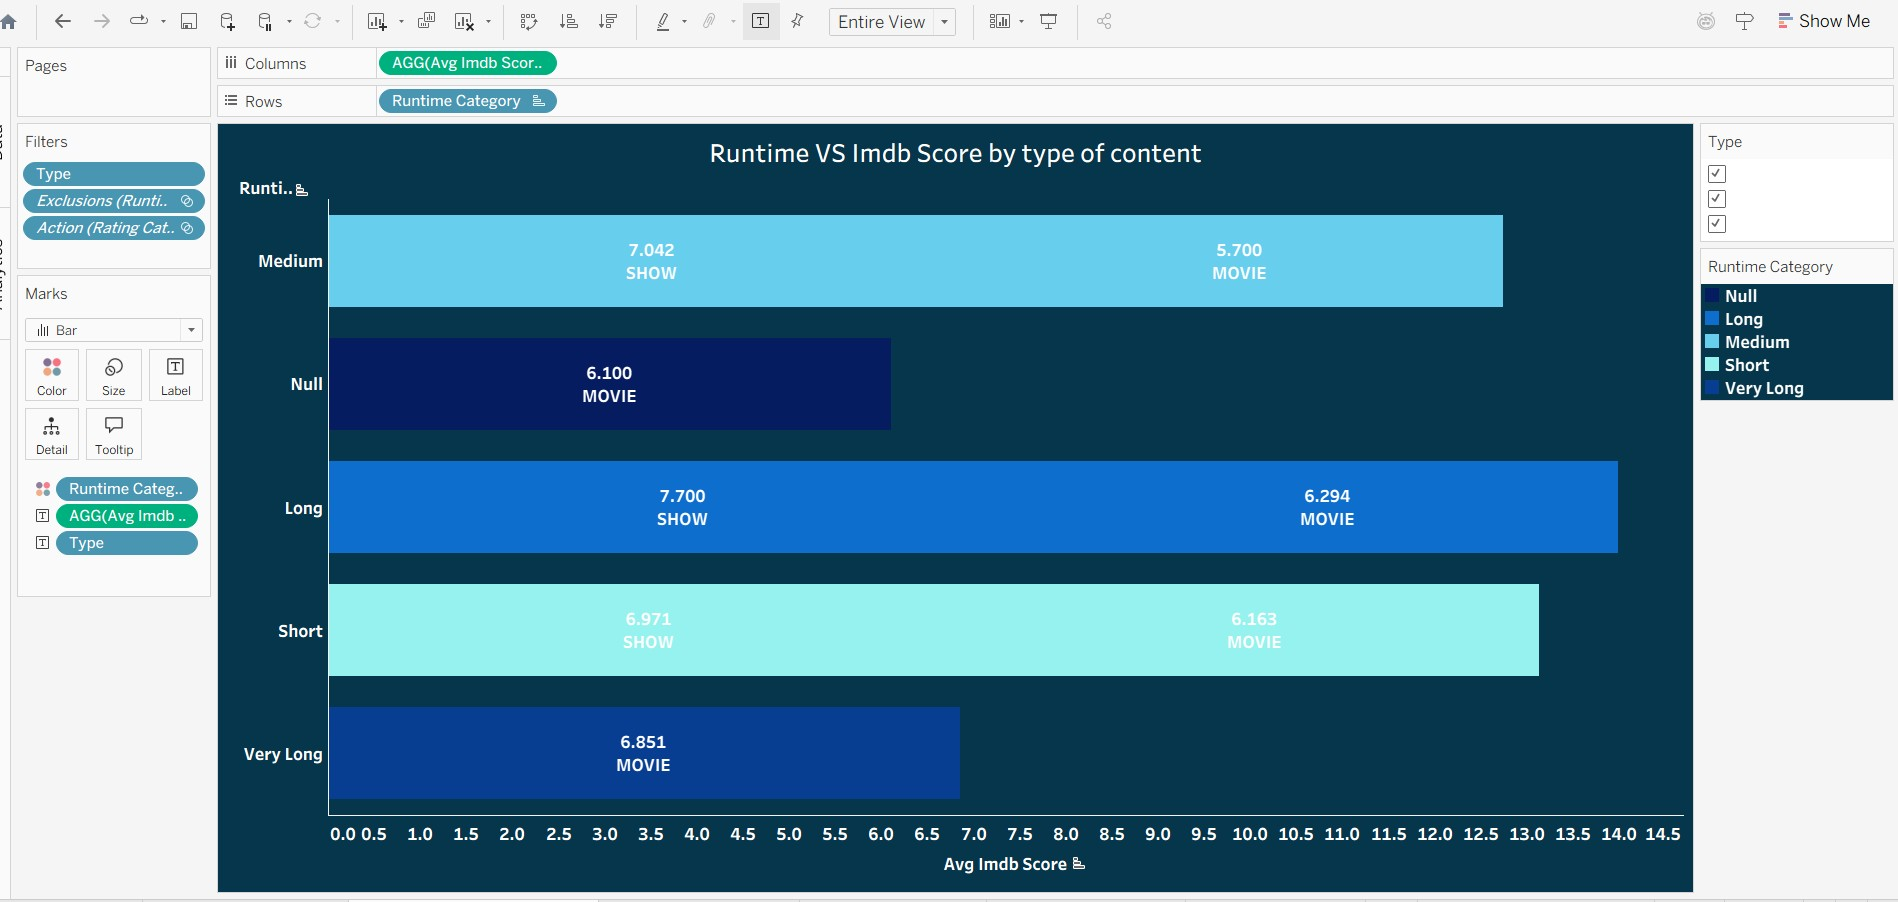 Entire View
Show Me
Pages
Columns
AGG(Avg Imdb Scor..
Rows
Runtime Category
Filters
Type
Exclusions (Runti..
Action (Rating Cat..
Marks
Bar
Color
Size
Label
Detail
Tooltip
Runtime Categ..
AGG(Avg Imdb ..
Type
Runtime VS Imdb Score by type of content
Runti..
Medium
7.042
SHOW
5.700
MOVIE
Null
6.100
MOVIE
Long
7.700
SHOW
6.294
MOVIE
Short
6.971
SHOW
6.163
MOVIE
Very Long
6.851
MOVIE
0.0 0.5 1.0 1.5 2.0 2.5 3.0 3.5 4.0 4.5 5.0 5.5 6.0 6.5 7.0 7.5 8.0 8.5 9.0 9.5 10.0 10.5 11.0 11.5 12.0 12.5 13.0 13.5 14.0 14.5
Avg Imdb Score
Type
Runtime Category
Null
Long
Medium
Short
Very Long